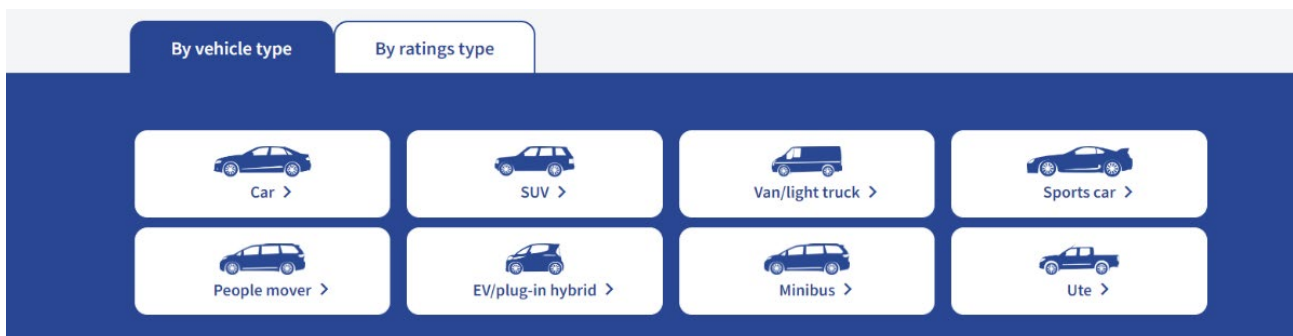 By vehicle type
By ratings type
Car
SUV
Van/light truck
Sports car
People mover
EV/plug-in hybrid
Minibus
Ute